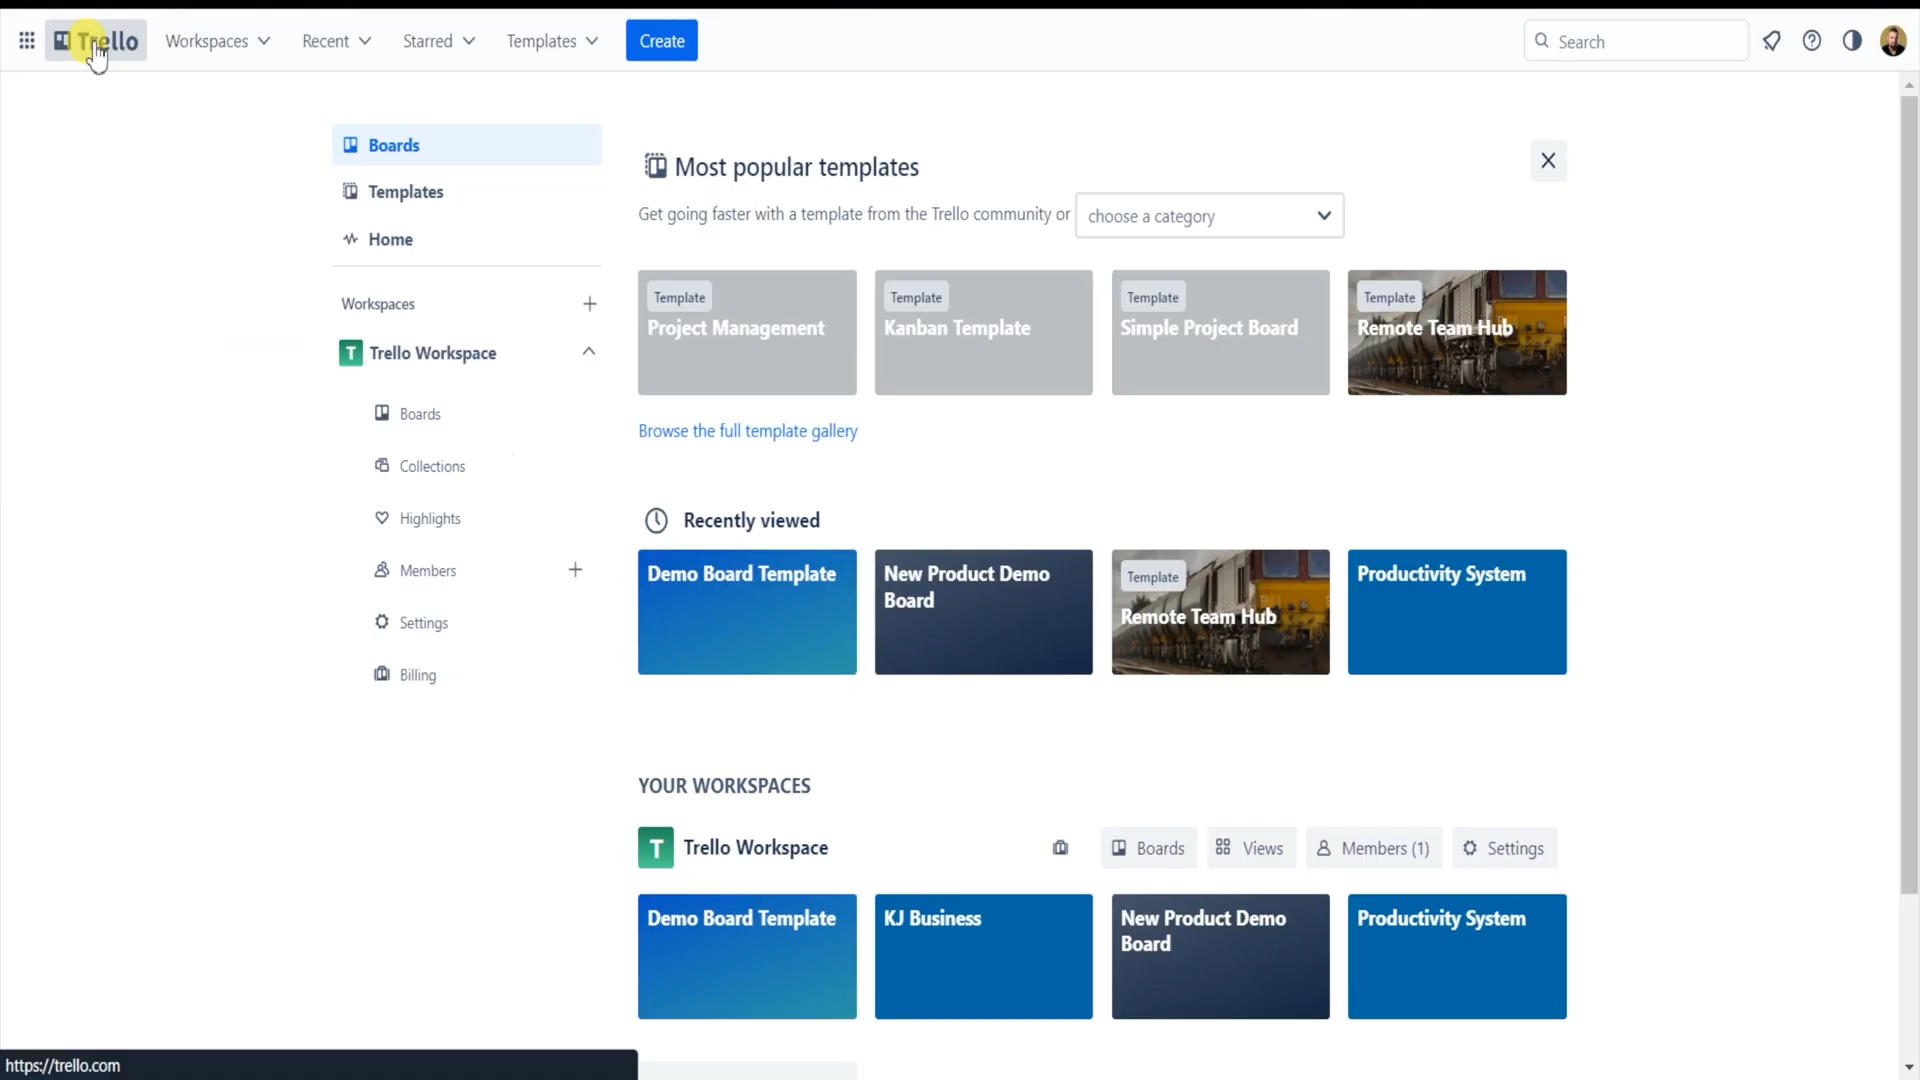 Trello
Workspaces
Recent
Starred
Templates
Create
Search
Boards
Templates
Home
Workspaces
T Trello Workspace
Boards
Collections
Highlights
Members
Settings
Billing
Most popular templates
Get going faster with a template from the Trello community or choose a category
Template
Project Management
Template
Kanban Template
Template
Simple Project Board
Template
Remote Team Hub
Browse the full template gallery
Recently viewed
Demo Board Template
New Product Demo
Board
Template
Remote Team Hub
Productivity System
YOUR WORKSPACES
T Trello Workspace
Boards
Views
Members (1)
Settings
Demo Board Template
KJ Business
New Product Demo
Board
Productivity System
https://trello.com